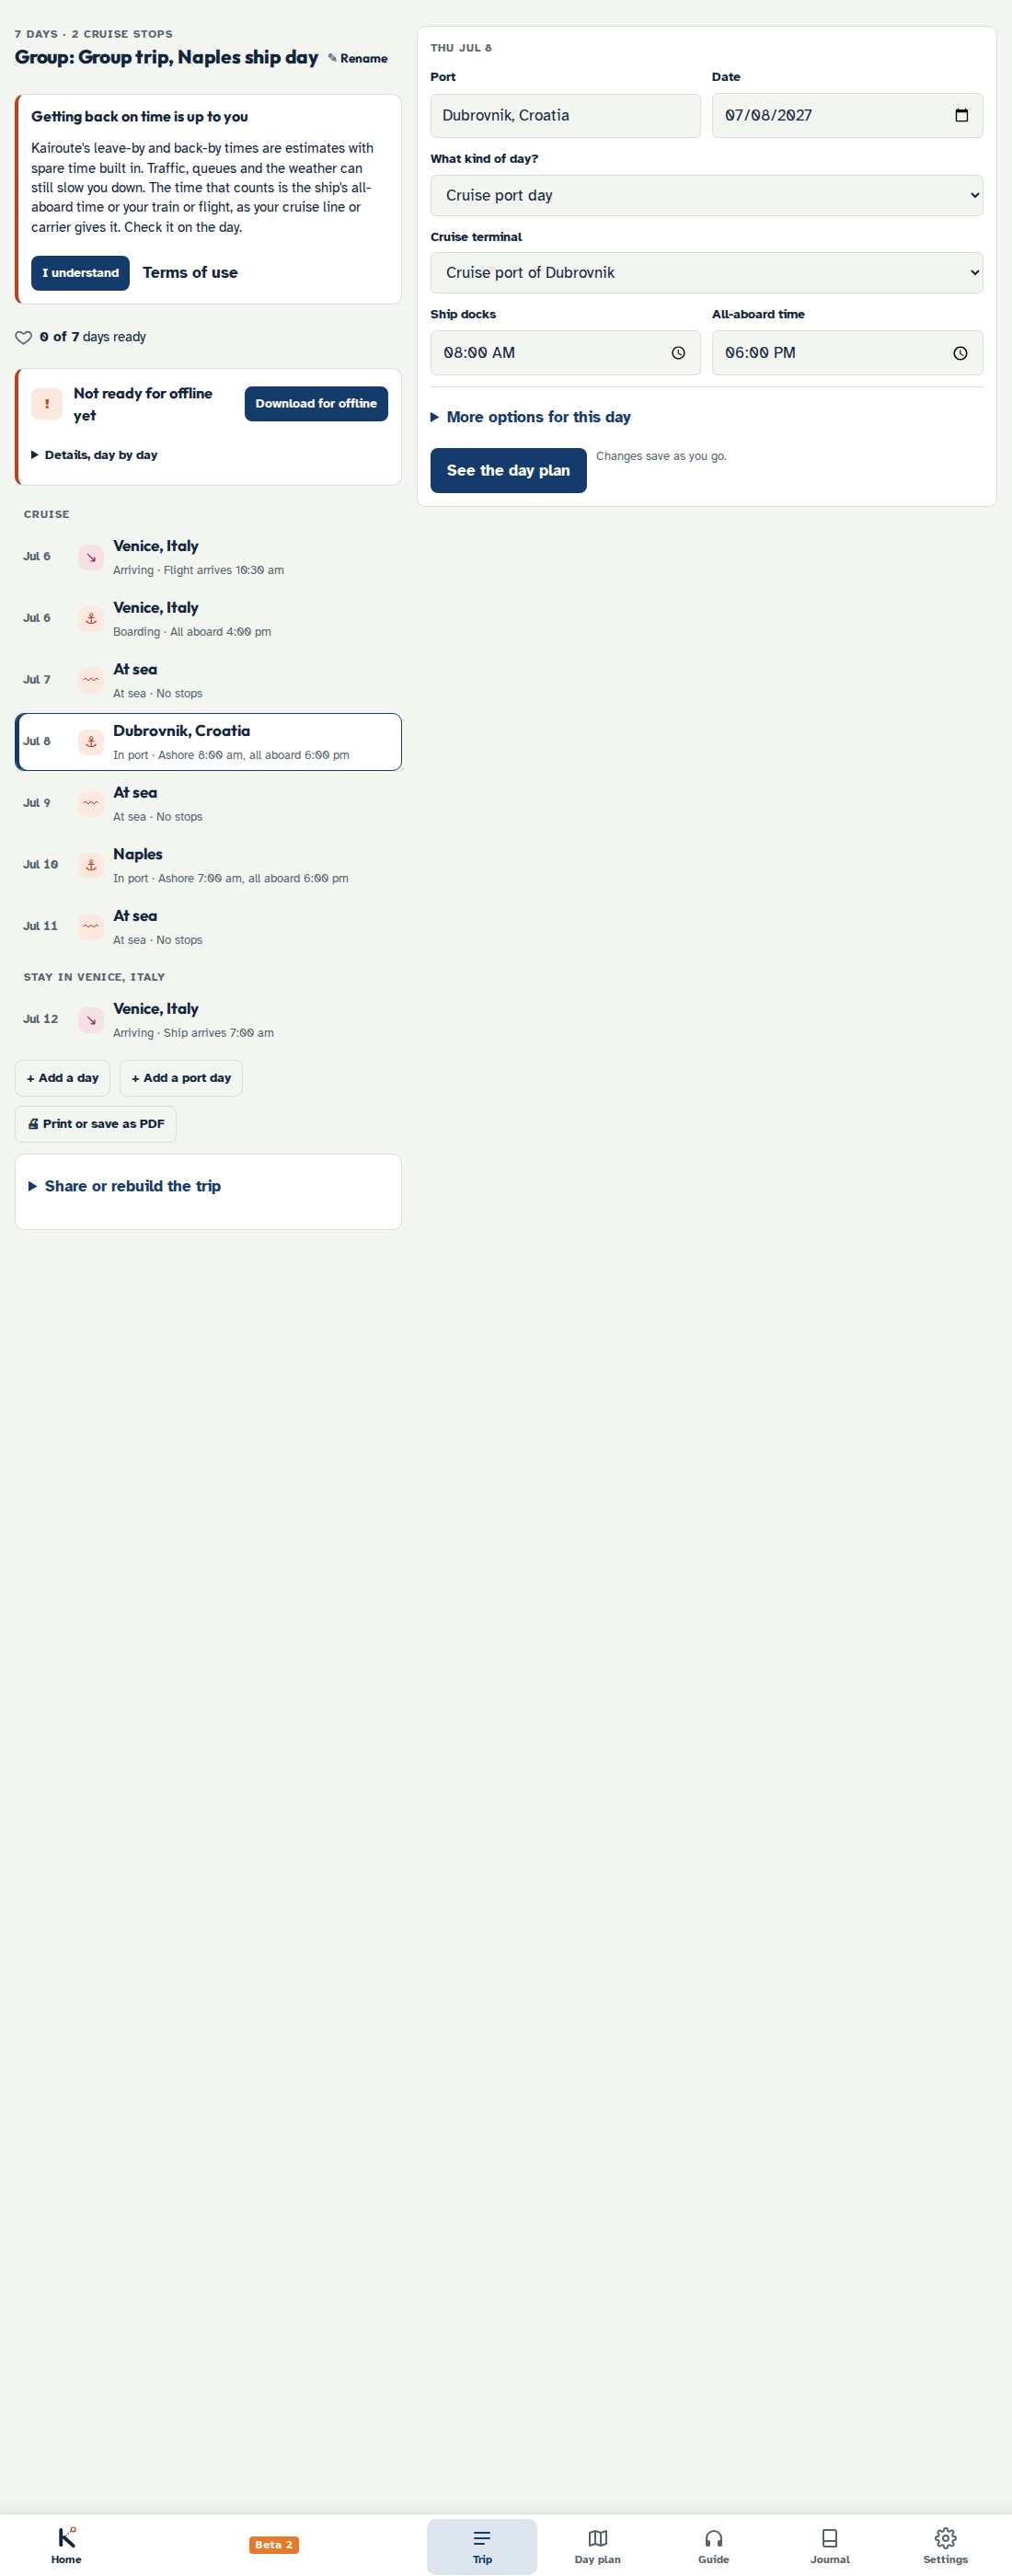 7 DAYS · 2 CRUISE STOPS
Group: Group trip, Naples ship day ✎ Rename
Getting back on time is up to you
Kairoute's leave-by and back-by times are estimates with
spare time built in. Traffic, queues and the weather can
still slow you down. The time that counts is the ship's all-
aboard time or your train or flight, as your cruise line or
carrier gives it. Check it on the day.
I understand
Terms of use
0 of 7 days ready
!
Not ready for offline
yet
Download for offline
Details, day by day
CRUISE
Jul 6
Venice, Italy
Arriving · Flight arrives 10:30 am
Jul 6
Venice, Italy
Boarding · All aboard 4:00 pm
Jul 7
At sea
At sea · No stops
Jul 8
Dubrovnik, Croatia
In port · Ashore 8:00 am, all aboard 6:00 pm
Jul 9
At sea
At sea · No stops
Jul 10
Naples
In port · Ashore 7:00 am, all aboard 6:00 pm
Jul 11
At sea
At sea · No stops
STAY IN VENICE, ITALY
Jul 12
Venice, Italy
Arriving · Ship arrives 7:00 am
+ Add a day
+ Add a port day
Print or save as PDF
Share or rebuild the trip
THU JUL 8
Port
Date
Dubrovnik, Croatia
07/08/2027
What kind of day?
Cruise port day
Cruise terminal
Cruise port of Dubrovnik
Ship docks
All-aboard time
08:00 AM
06:00 PM
More options for this day
See the day plan
Changes save as you go.
Home
Beta 2
Trip
Day plan
Guide
Journal
Settings